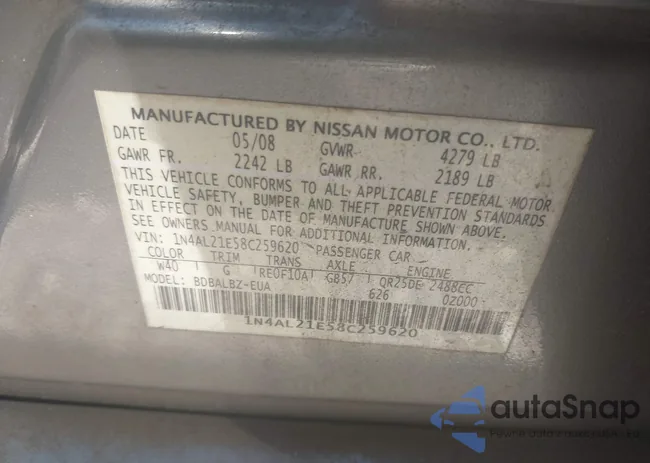 MANUFACTURED BY NISSAN MOTOR CO., LTD.
DATE 05/08 GVWR 4279 LB
GAWR FR. 2242 LB GAWR RR. 2189 LB
THIS VEHICLE CONFORMS TO ALL APPLICABLE FEDERAL MOTOR
VEHICLE SAFETY, BUMPER AND THEFT PREVENTION STANDARDS
IN EFFECT ON THE DATE OF MANUFACTURE SHOWN ABOVE.
SEE OWNERS MANUAL FOR ADDITIONAL INFORMATION.
VIN: 1N4AL21E58C259620 PASSENGER CAR
COLOR TRIM TRANS AXLE ENGINE
W40 G RE0F10A GB57 QR25DE 2488CC
MODEL: BDBALBZ-EUA 626 02000
1N4AL21E58C259620
autaSnap